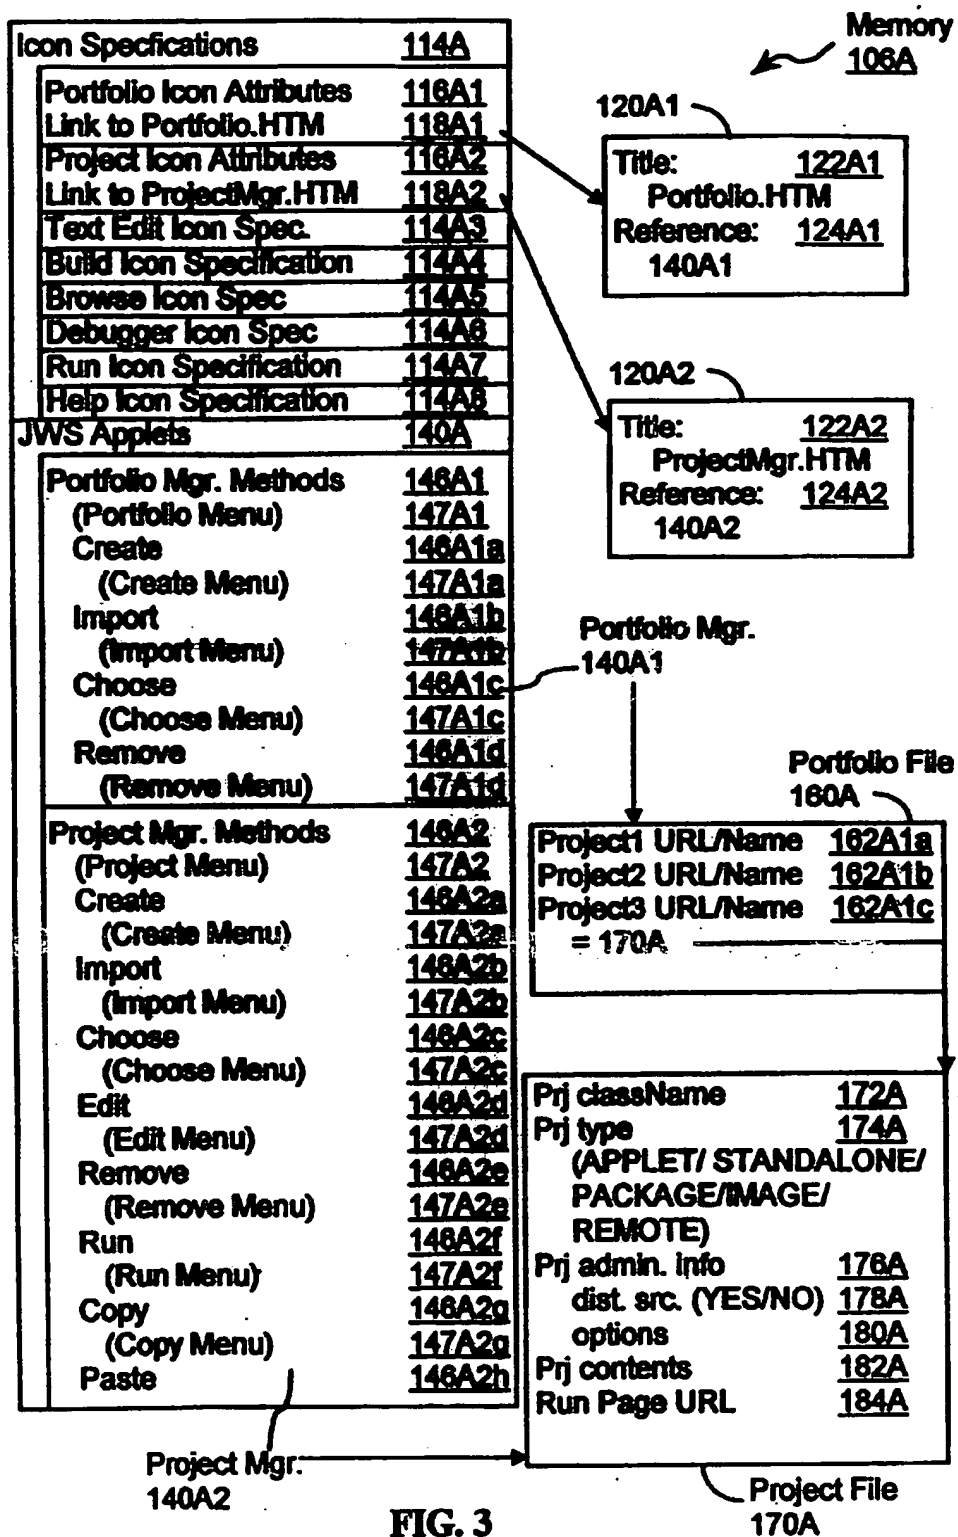 Icon Specfications 114A
Portfolio Icon Attributes 116A1
Link to Portfolio.HTM 118A1
Project Icon Attributes 116A2
Link to ProjectMgr.HTM 118A2
Text Edit Icon Spec. 114A3
Build Icon Specification 114A4
Browse Icon Spec 114A5
Debugger Icon Spec 114A6
Run Icon Specification 114A7
Help Icon Specification 114A8
JWS Applets 140A
Portfolio Mgr. Methods 146A1
(Portfolio Menu) 147A1
Create 146A1a
(Create Menu) 147A1a
Import 146A1b
(Import Menu) 147A1b
Choose 146A1c
(Choose Menu) 147A1c
Remove 146A1d
(Remove Menu) 147A1d
Project Mgr. Methods 146A2
(Project Menu) 147A2
Create 146A2a
(Create Menu) 147A2a
Import 146A2b
(Import Menu) 147A2b
Choose 146A2c
(Choose Menu) 147A2c
Edit 146A2d
(Edit Menu) 147A2d
Remove 146A2e
(Remove Menu) 147A2e
Run 146A2f
(Run Menu) 147A2f
Copy 146A2g
(Copy Menu) 147A2g
Paste 146A2h
Project Mgr.
140A2
Memory
106A
120A1
Title: 122A1
Portfolio.HTM
Reference: 124A1
140A1
120A2
Title: 122A2
ProjectMgr.HTM
Reference: 124A2
140A2
Portfolio Mgr.
140A1
Portfolio File
160A
Project1 URL/Name 162A1a
Project2 URL/Name 162A1b
Project3 URL/Name 162A1c
= 170A
Prj className 172A
Prj type 174A
(APPLET/ STANDALONE/
PACKAGE/IMAGE/
REMOTE)
Prj admin. info 176A
dist. src. (YES/NO) 178A
options 180A
Prj contents 182A
Run Page URL 184A
Project File
170A
FIG. 3